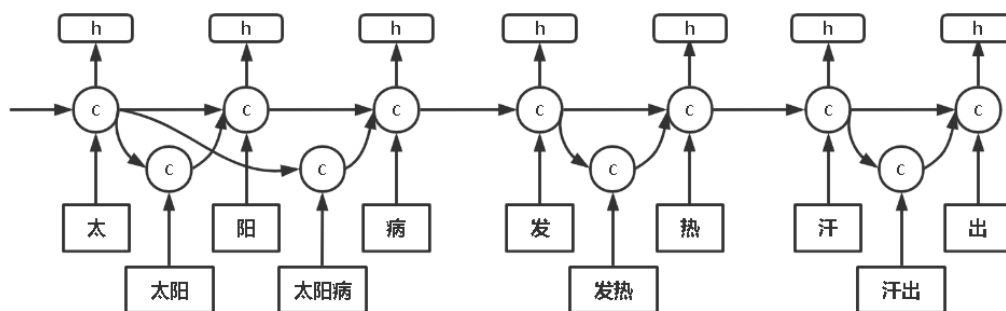 h h h h h h h
c c c c c c c
c c c c
太 阳 病 发 热 汗 出
太阳 太阳病 发热 汗出